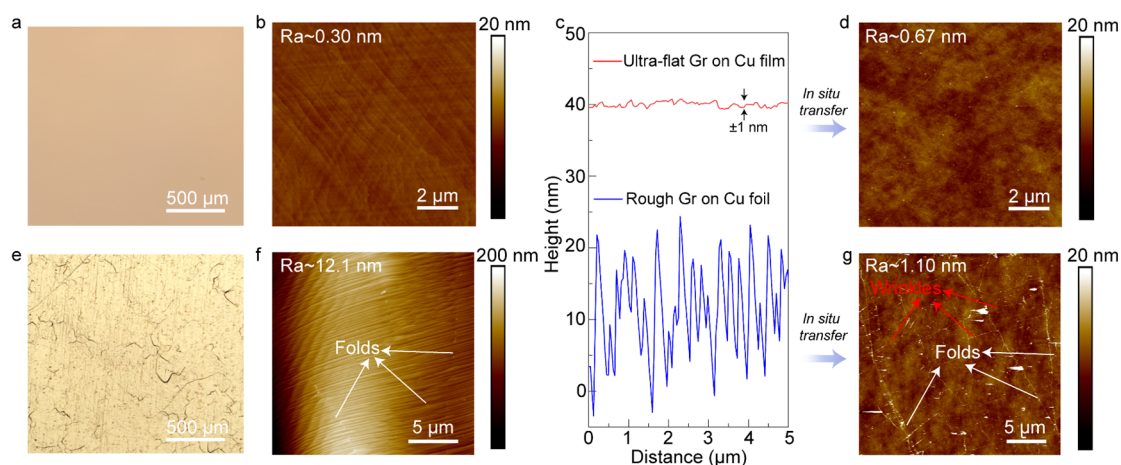 a
500 µm
b
Ra~0.30 nm
2 µm
20 nm
c
50
40
30
20
10
0
Height (nm)
Ultra-flat Gr on Cu film
±1 nm
Rough Gr on Cu foil
0
1
2
3
4
5
Distance (µm)
In situ
transfer
d
Ra~0.67 nm
2 µm
20 nm
e
500 µm
f
Ra~12.1 nm
Folds
5 µm
200 nm
In situ
transfer
g
Ra~1.10 nm
Wrinkles
Folds
5 µm
20 nm